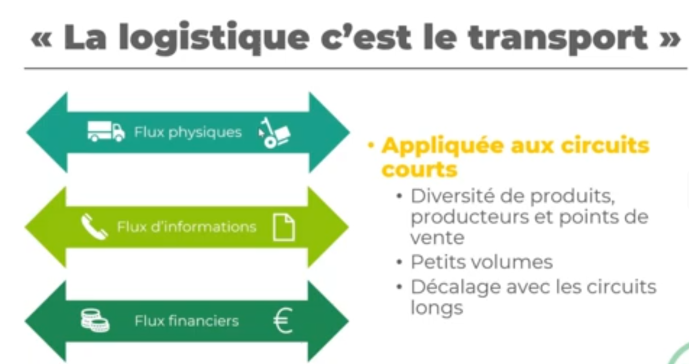 « La logistique c’est le transport »
Flux physiques
Flux d’informations
Flux financiers
€
• Appliquée aux circuits
courts
• Diversité de produits,
producteurs et points de
vente
• Petits volumes
• Décalage avec les circuits
longs